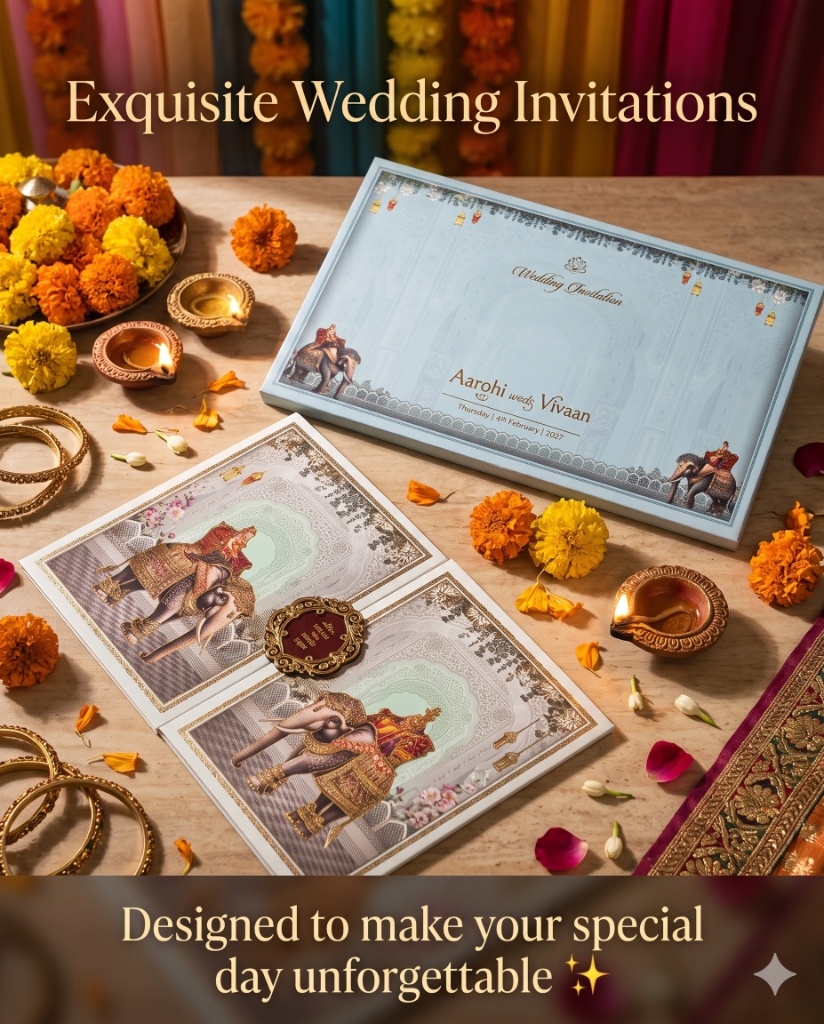 Exquisite Wedding Invitations
Wedding Invitation
Aarohi weds Vivaan
Thursday | 4th February | 2027
Designed to make your special
day unforgettable ✨